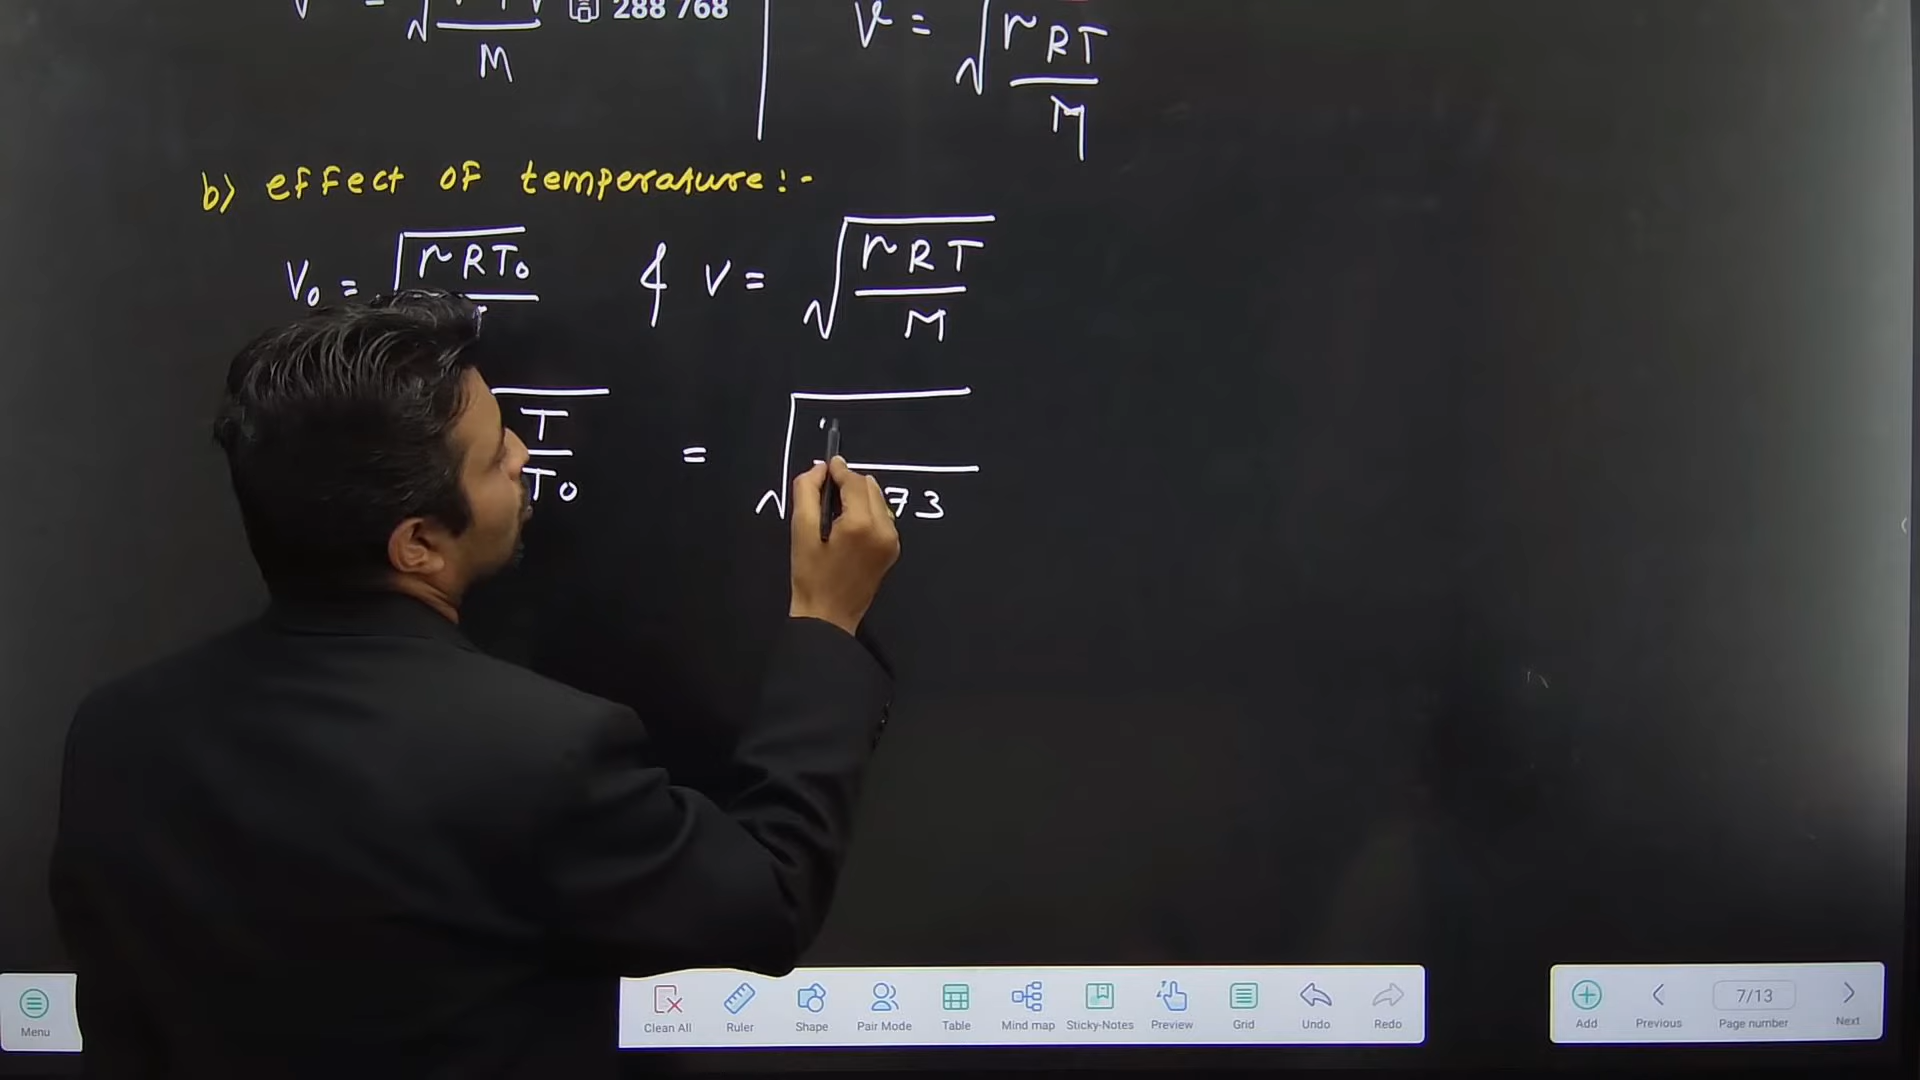 288 768
M
V = √γRT/M
b) effect of temperature:-
V₀ = √γRT₀ & V = √γRT/M
T/T₀ = √ /73
Menu
Clean All Ruler Shape Pair Mode Table Mind map Sticky-Notes Preview Grid Undo Redo
Add Previous 7/13 Page number Next